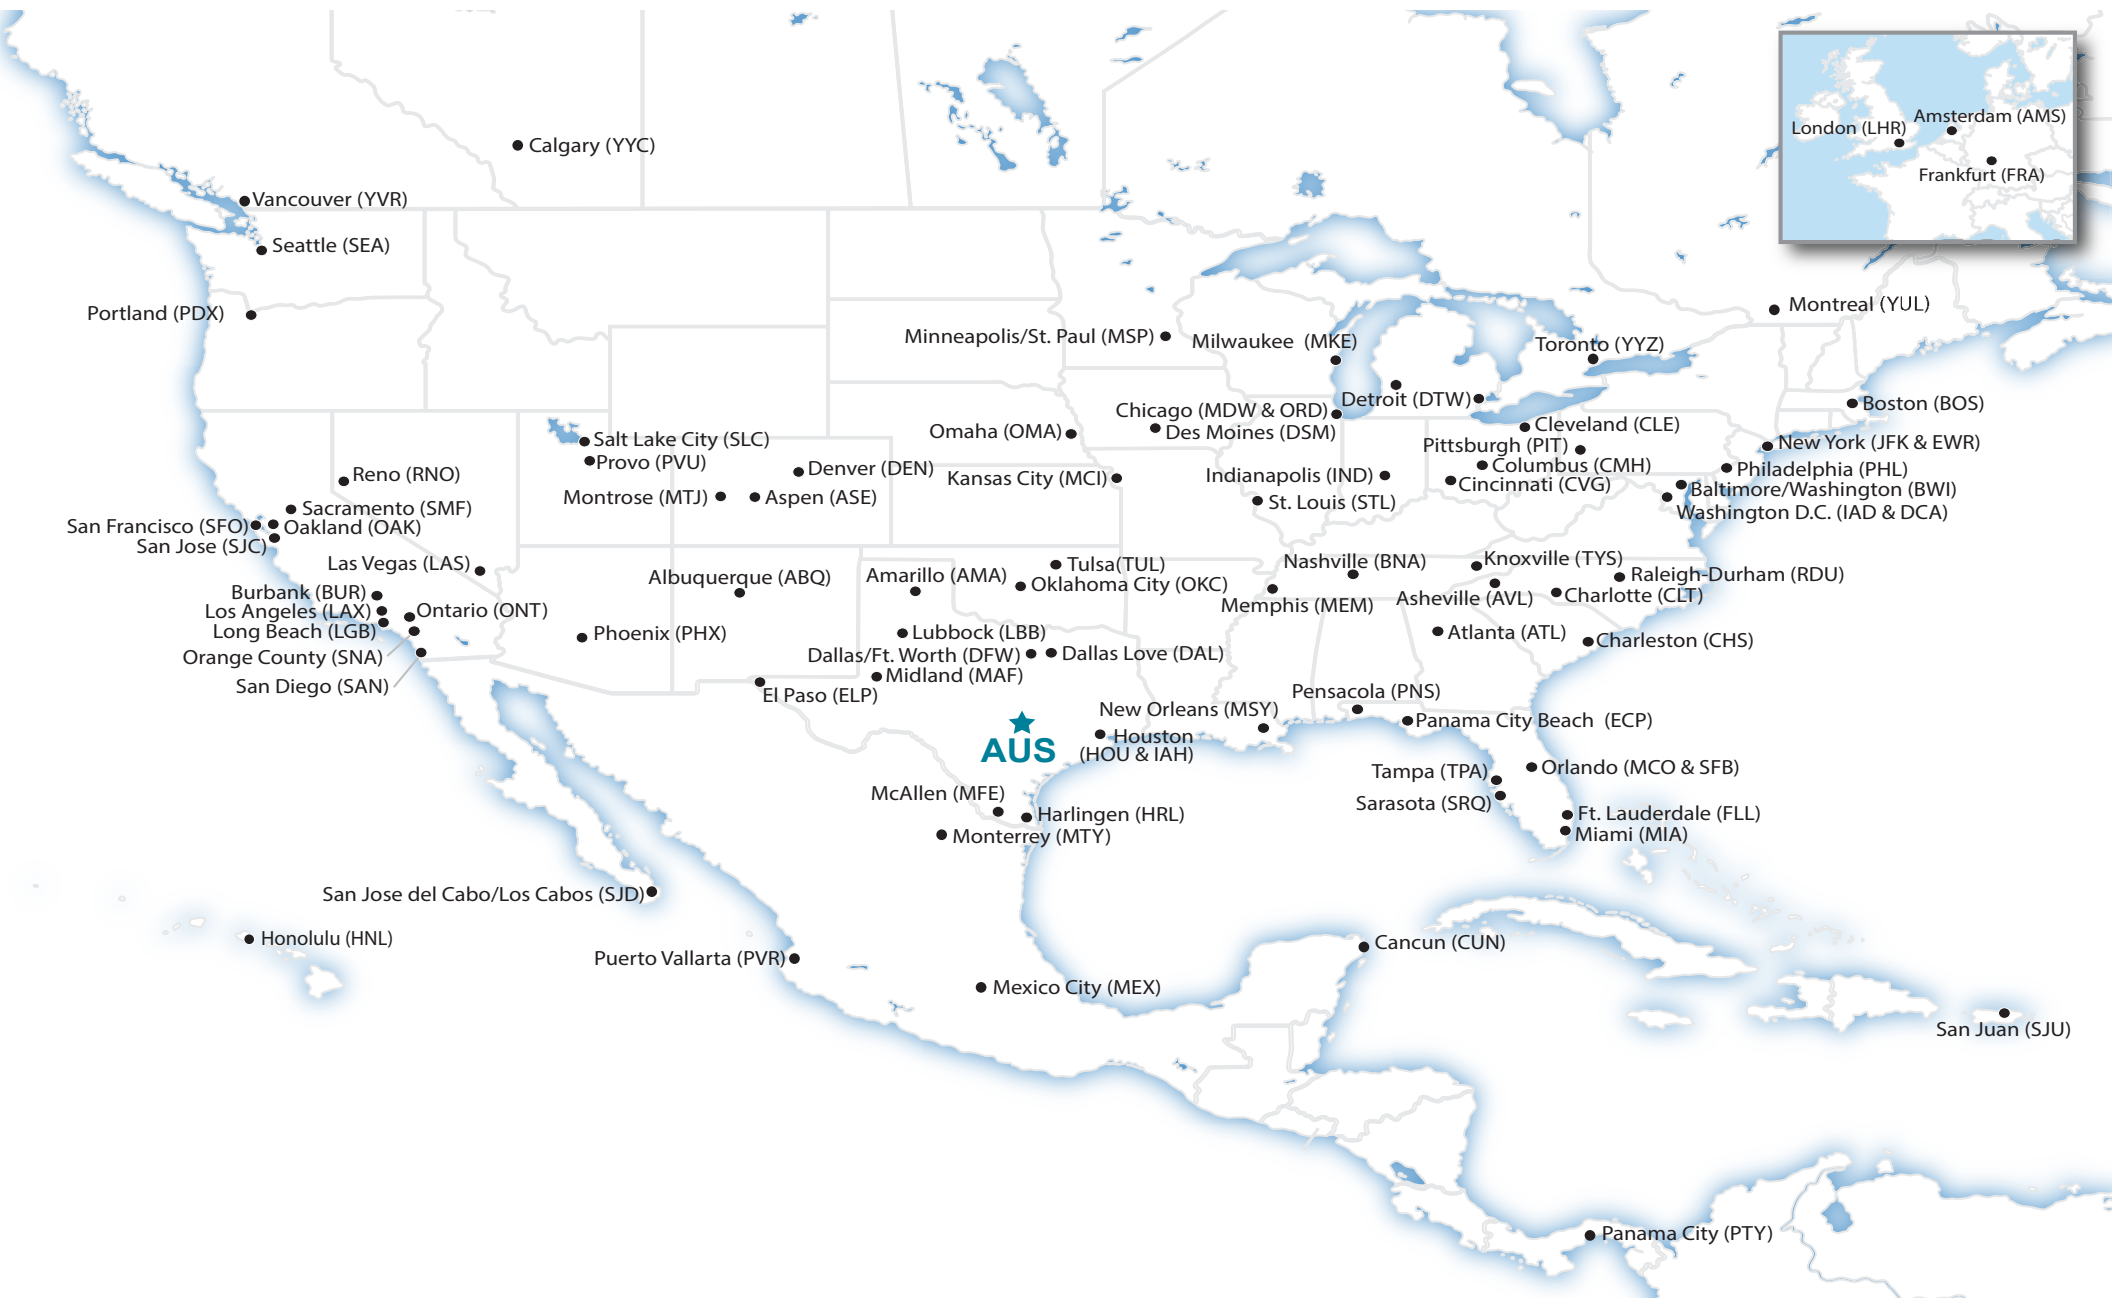 Amsterdam (AMS)
London (LHR)
Frankfurt (FRA)
Calgary (YYC)
Vancouver (YVR)
Seattle (SEA)
Portland (PDX)
Montreal (YUL)
Minneapolis/St. Paul (MSP)
Milwaukee (MKE)
Toronto (YYZ)
Detroit (DTW)
Boston (BOS)
Chicago (MDW & ORD)
Des Moines (DSM)
Omaha (OMA)
Cleveland (CLE)
Pittsburgh (PIT)
New York (JFK & EWR)
Salt Lake City (SLC)
Provo (PVU)
Denver (DEN)
Reno (RNO)
Kansas City (MCI)
Indianapolis (IND)
Columbus (CMH)
Cincinnati (CVG)
Philadelphia (PHL)
Baltimore/Washington (BWI)
Washington D.C. (IAD & DCA)
Montrose (MTJ)
Aspen (ASE)
St. Louis (STL)
Sacramento (SMF)
San Francisco (SFO)
Oakland (OAK)
San Jose (SJC)
Las Vegas (LAS)
Albuquerque (ABQ)
Amarillo (AMA)
Tulsa(TUL)
Oklahoma City (OKC)
Nashville (BNA)
Knoxville (TYS)
Raleigh-Durham (RDU)
Memphis (MEM)
Asheville (AVL)
Charlotte (CLT)
Burbank (BUR)
Los Angeles (LAX)
Ontario (ONT)
Long Beach (LGB)
Orange County (SNA)
San Diego (SAN)
Phoenix (PHX)
Lubbock (LBB)
Dallas/Ft. Worth (DFW)
Dallas Love (DAL)
Midland (MAF)
El Paso (ELP)
Atlanta (ATL)
Charleston (CHS)
Pensacola (PNS)
New Orleans (MSY)
Panama City Beach (ECP)
AUS
Houston
(HOU & IAH)
Tampa (TPA)
Orlando (MCO & SFB)
Sarasota (SRQ)
Ft. Lauderdale (FLL)
Miami (MIA)
McAllen (MFE)
Harlingen (HRL)
Monterrey (MTY)
San Jose del Cabo/Los Cabos (SJD)
Honolulu (HNL)
Puerto Vallarta (PVR)
Cancun (CUN)
Mexico City (MEX)
San Juan (SJU)
Panama City (PTY)